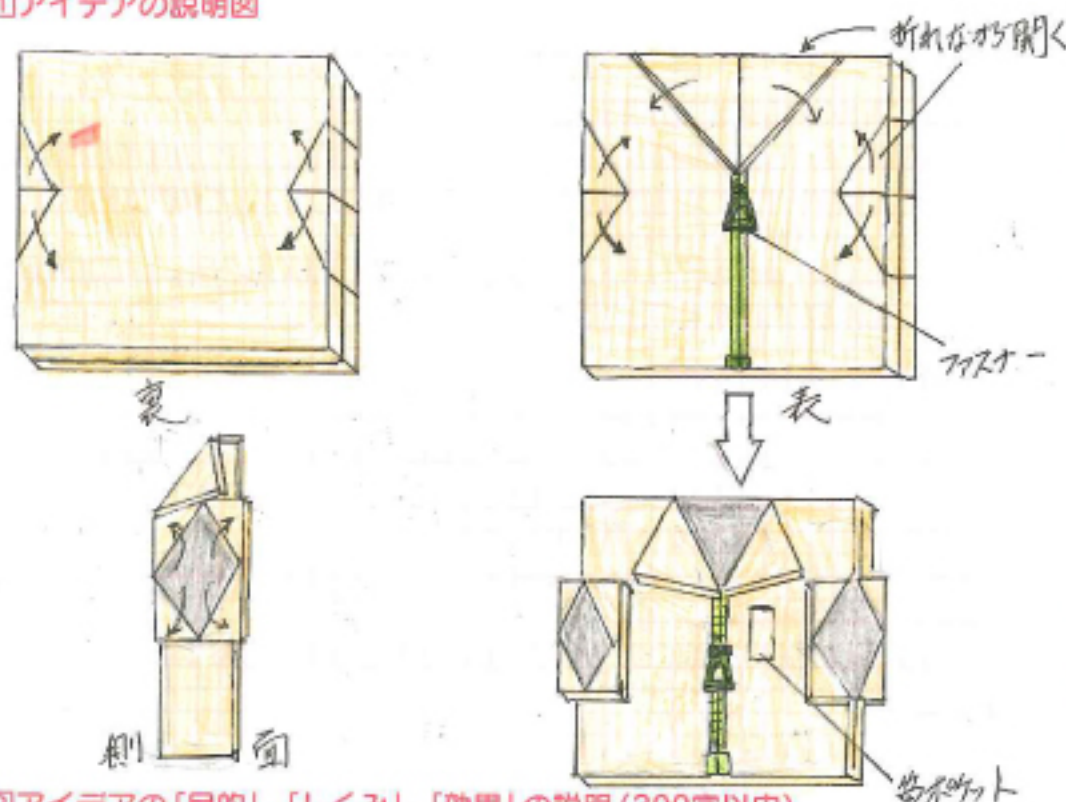 アイデアの説明図
折れながら開く
ファスナー
裏
表
側面
ポケット
アイデアの「目的」、「しくみ」、「効果」の説明(200字以内)